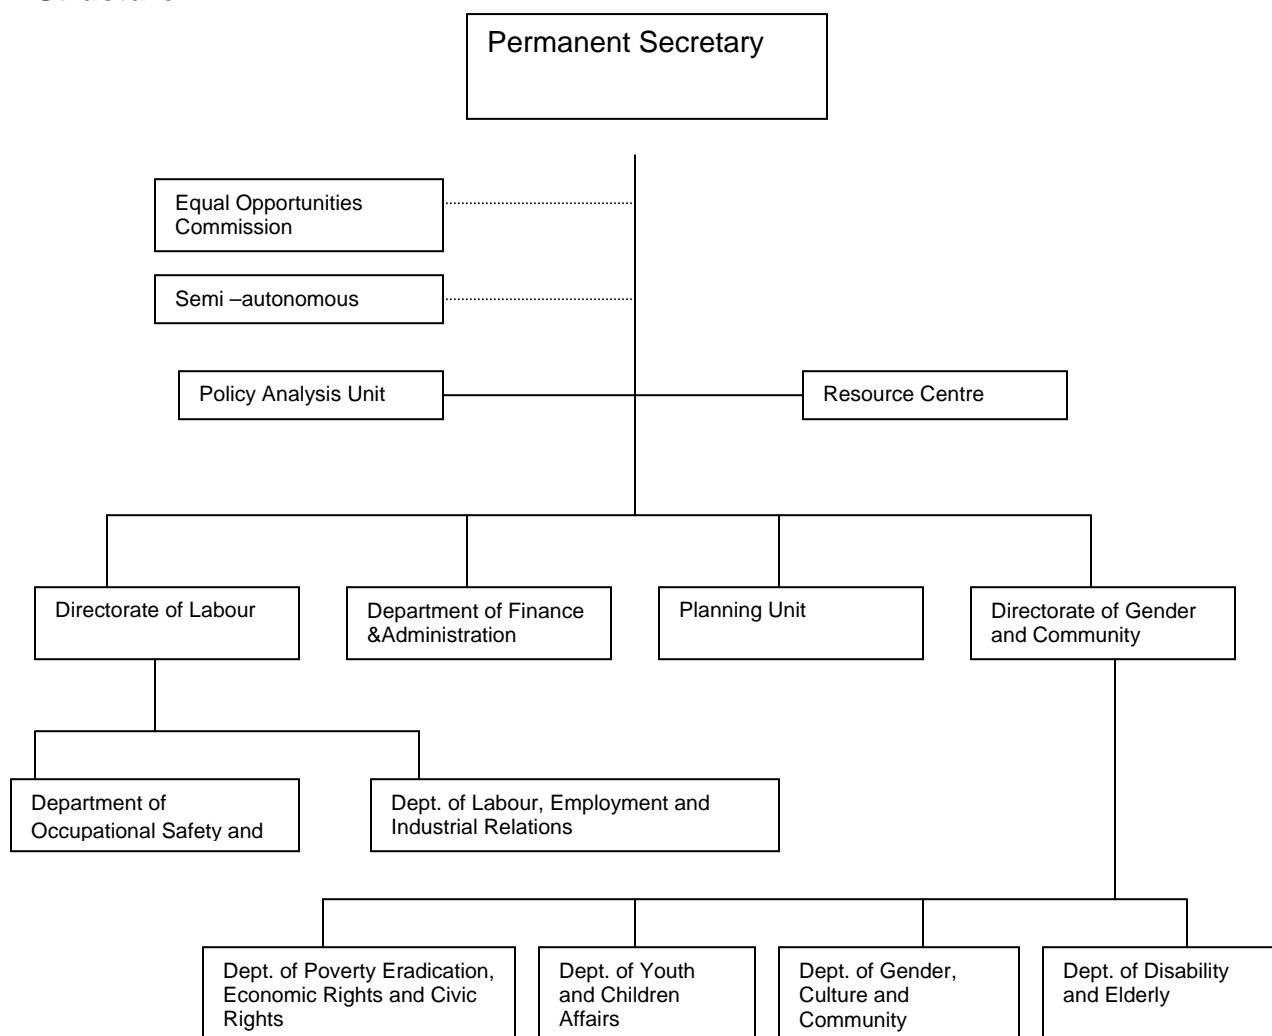 Permanent Secretary
Equal Opportunities
Commission
Semi –autonomous
Policy Analysis Unit
Resource Centre
Directorate of Labour
Department of Finance
&Administration
Planning Unit
Directorate of Gender
and Community
Department of
Occupational Safety and
Dept. of Labour, Employment and
Industrial Relations
Dept. of Poverty Eradication,
Economic Rights and Civic
Rights
Dept. of Youth
and Children
Affairs
Dept. of Gender,
Culture and
Community
Dept. of Disability
and Elderly